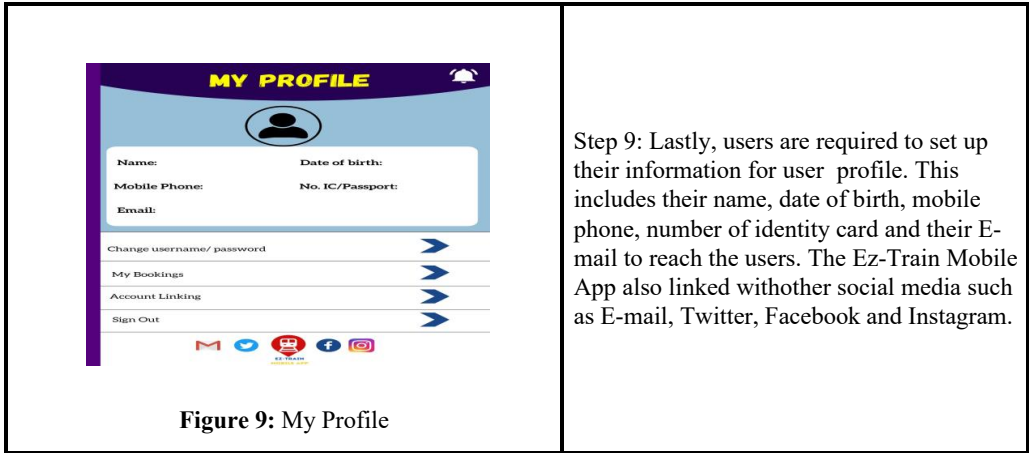 MY PROFILE
Name: Date of birth:
Mobile Phone: No. IC/Passport:
Email:
Change username/ password
My Bookings
Account Linking
Sign Out
EZ-TRAIN
MOBILE APP
Figure 9: My Profile
Step 9: Lastly, users are required to set up
their information for user profile. This
includes their name, date of birth, mobile
phone, number of identity card and their E-
mail to reach the users. The Ez-Train Mobile
App also linked withother social media such
as E-mail, Twitter, Facebook and Instagram.